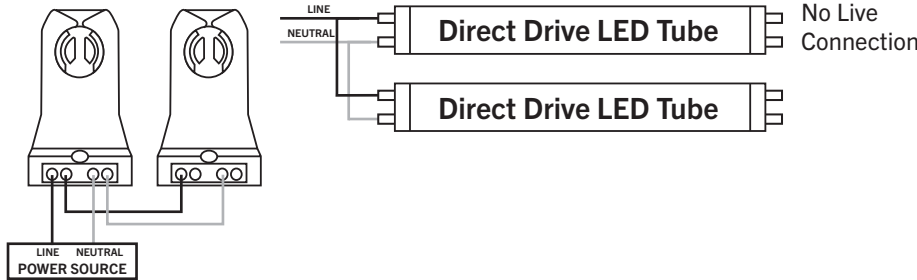 LINE
NEUTRAL
Direct Drive LED Tube
No Live
Connection
Direct Drive LED Tube
LINE NEUTRAL
POWER SOURCE